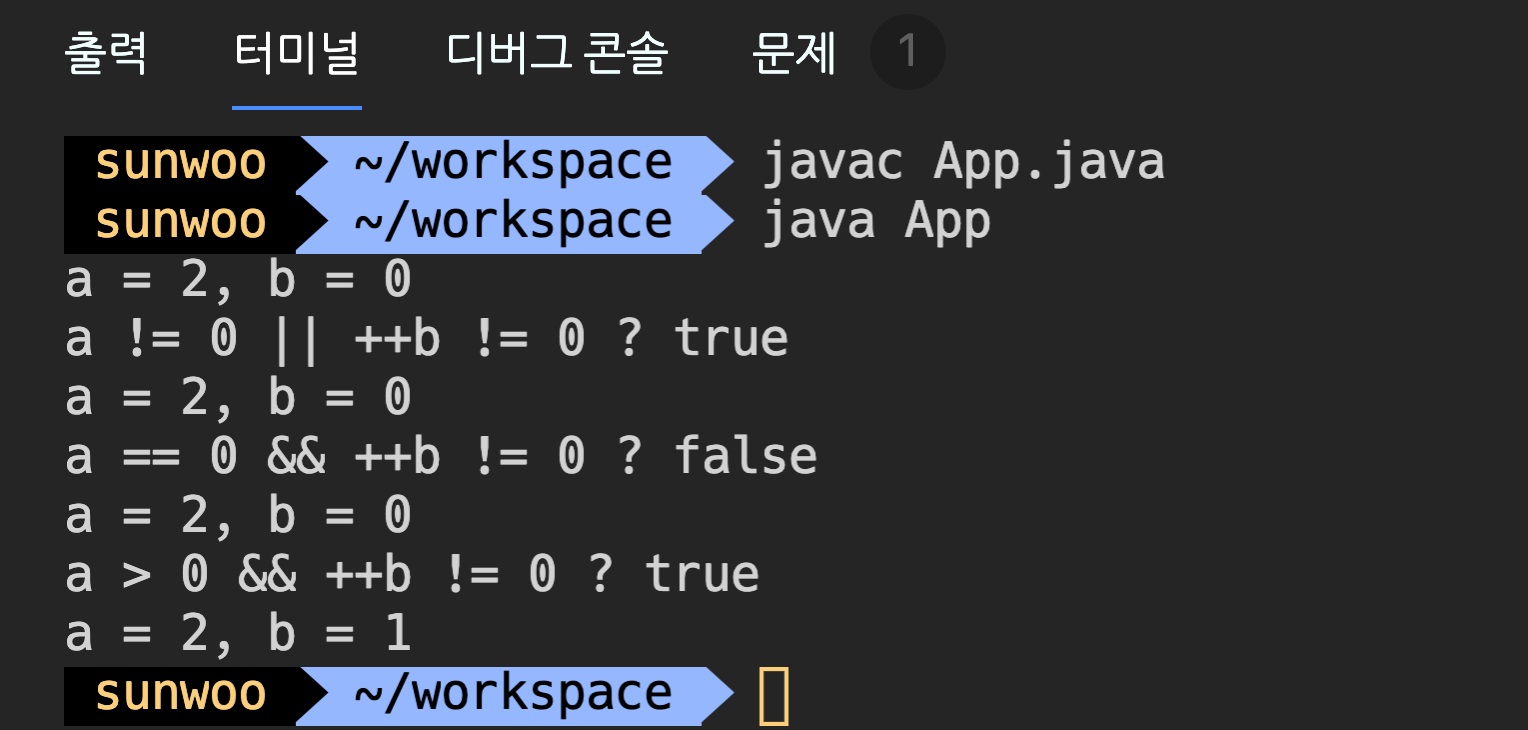 출력 터미널 디버그 콘솔 문제 1
sunwoo ~/workspace javac App.java
sunwoo ~/workspace java App
a = 2, b = 0
a != 0 || ++b != 0 ? true
a = 2, b = 0
a == 0 && ++b != 0 ? false
a = 2, b = 0
a > 0 && ++b != 0 ? true
a = 2, b = 1
sunwoo ~/workspace